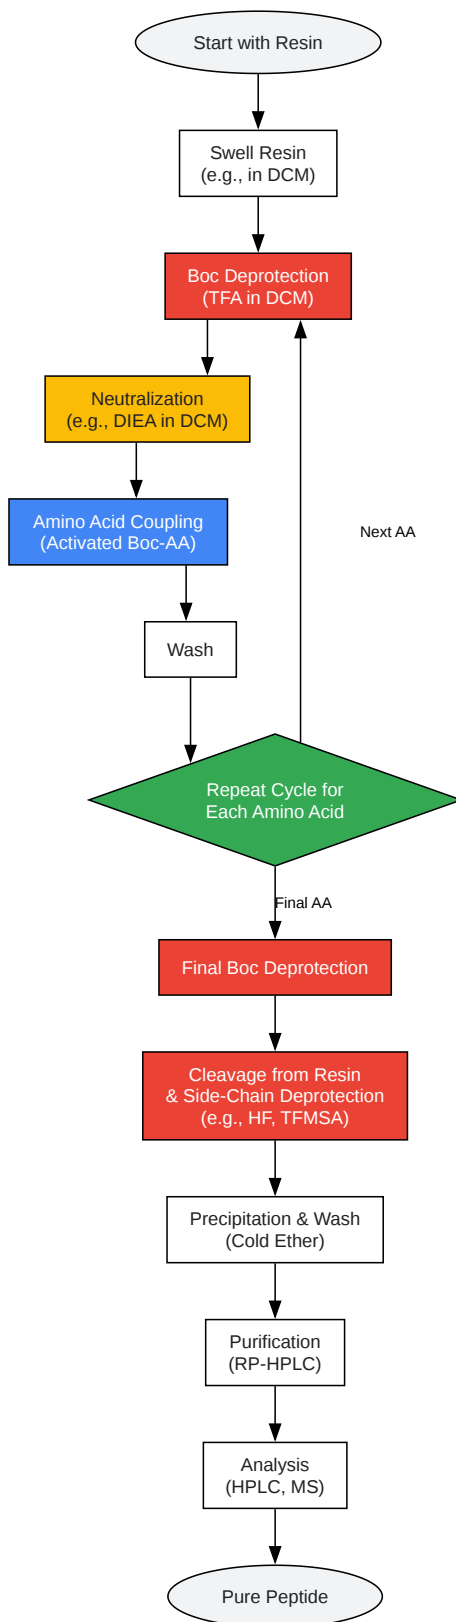 Start with Resin
Swell Resin
(e.g., in DCM)
Boc Deprotection
(TFA in DCM)
Neutralization
(e.g., DIEA in DCM)
Amino Acid Coupling
(Activated Boc-AA)
Next AA
Wash
Repeat Cycle for
Each Amino Acid
Final AA
Final Boc Deprotection
Cleavage from Resin
& Side-Chain Deprotection
(e.g., HF, TFMSA)
Precipitation & Wash
(Cold Ether)
Purification
(RP-HPLC)
Analysis
(HPLC, MS)
Pure Peptide